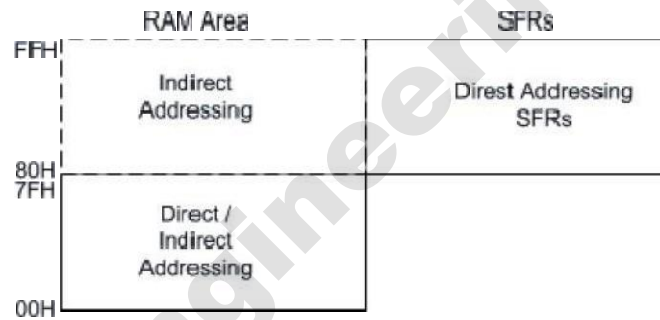 RAM Area
SFRs
FFH
Indirect
Addressing
Direst Addressing
SFRs
80H
7FH
Direct /
Indirect
Addressing
00H